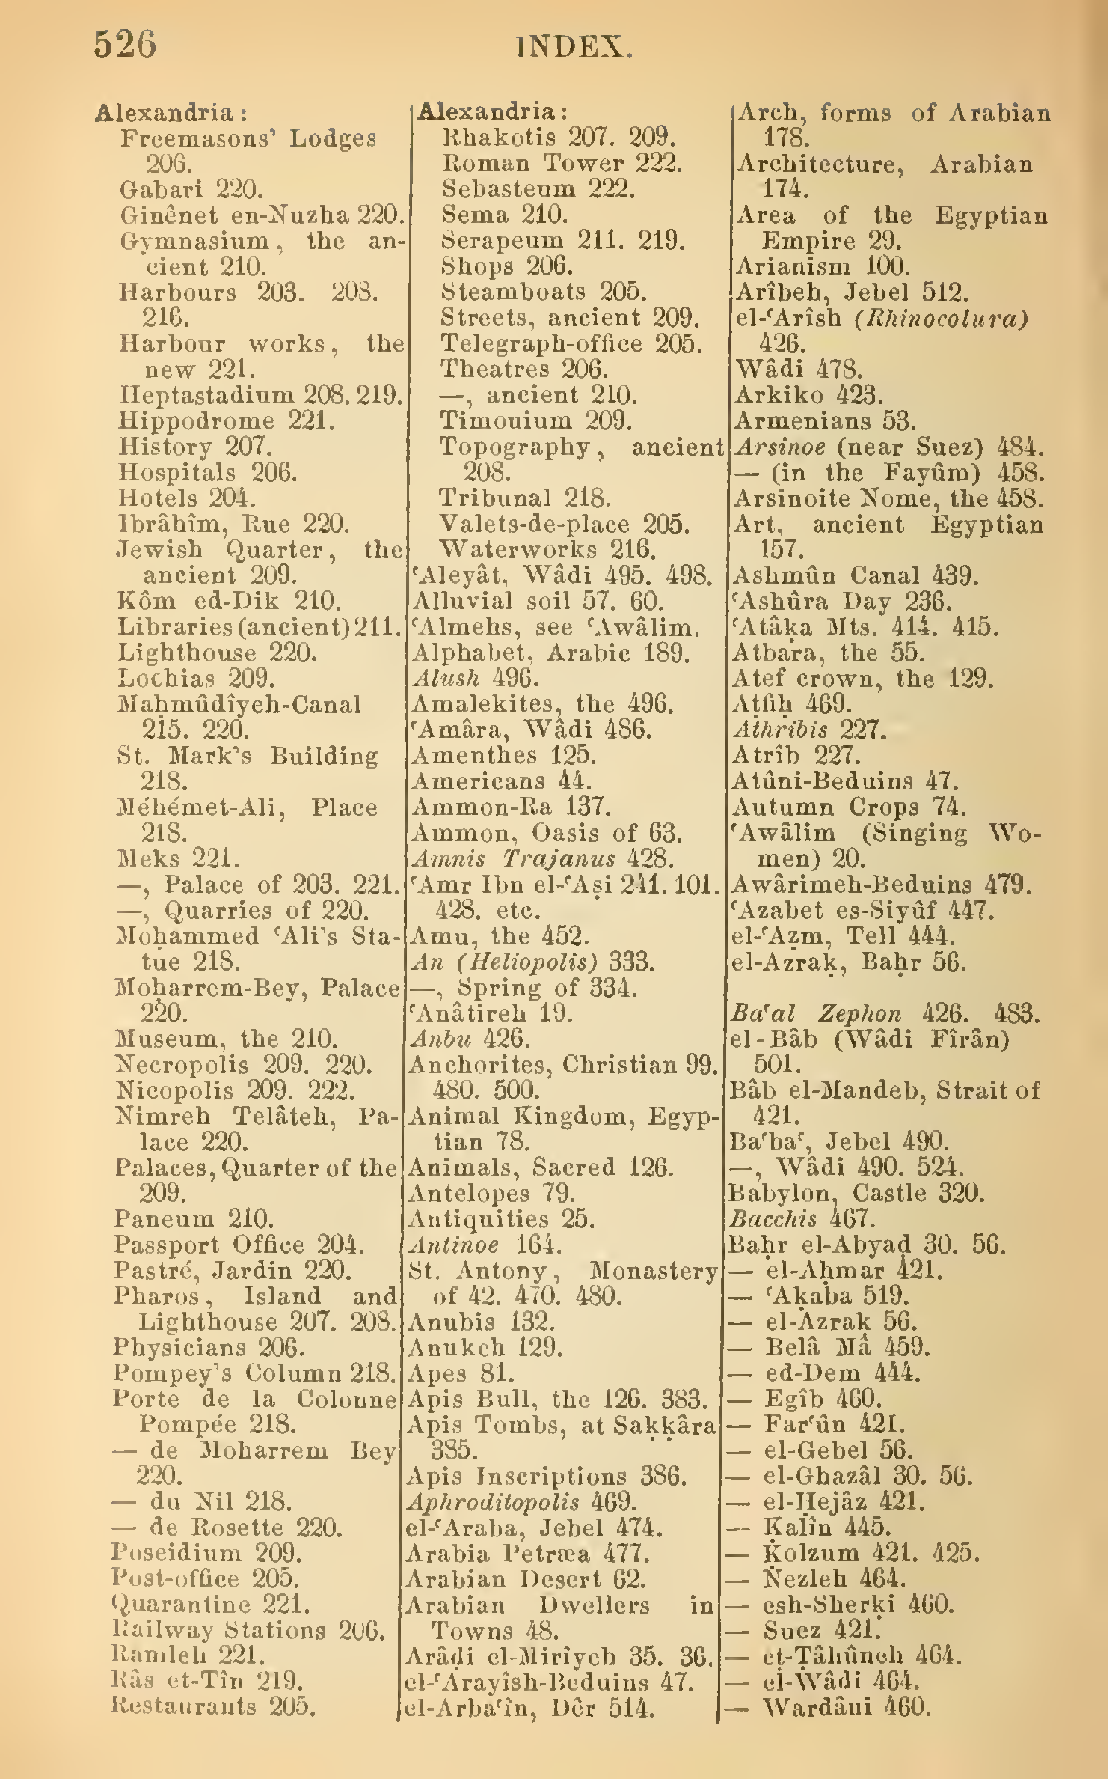 526
INDEX.
Alexandria:
Freemasons' Lodges
206.
Gabari 220.
Ginênet en-Nuzha 220.
Gymnasium, the an-
cient 210.
Harbours 203. 208.
216.
Harbour works, the
new 221.
Heptastadium 208. 219.
Hippodrome 221.
History 207.
Hospitals 206.
Hotels 204.
Ibrâhîm, Rue 220.
Jewish Quarter, the
ancient 209.
Kôm ed-Dik 210.
Libraries (ancient) 211.
Lighthouse 220.
Lochias 209.
Maḥmûdîyeh-Canal
215. 220.
St. Mark's Building
218.
Méhémet-Ali, Place
218.
Meks 221.
—, Palace of 203. 221.
—, Quarries of 220.
Moḥammed ʿAli's Sta-
tue 218.
Moḥarrem-Bey, Palace
220.
Museum, the 210.
Necropolis 209. 220.
Nicopolis 209. 222.
Nimreh Telâteh, Pa-
lace 220.
Palaces, Quarter of the
209.
Paneum 210.
Passport Office 204.
Pastré, Jardin 220.
Pharos, Island and
Lighthouse 207. 208.
Physicians 206.
Pompey's Column 218.
Porte de la Colonne
Pompée 218.
— de Moharrem Bey
220.
— du Nil 218.
— de Rosette 220.
Poseidium 209.
Post-office 205.
Quarantine 221.
Railway Stations 206.
Ramleh 221.
Râs et-Tîn 219.
Restaurants 205.
Alexandria:
Rhakotis 207. 209.
Roman Tower 222.
Sebasteum 222.
Sema 210.
Serapeum 211. 219.
Shops 206.
Steamboats 205.
Streets, ancient 209.
Telegraph-office 205.
Theatres 206.
—, ancient 210.
Timonium 209.
Topography, ancient
208.
Tribunal 218.
Valets-de-place 205.
Waterworks 216.
ʿAleyât, Wâdi 495. 498.
Alluvial soil 57. 60.
ʿAlmehs, see ʿAwâlim.
Alphabet, Arabic 189.
Alush 496.
Amalekites, the 496.
ʿAmâra, Wâdi 486.
Amenthes 125.
Americans 44.
Ammon-Ra 137.
Ammon, Oasis of 63.
Amnis Trajanus 428.
ʿAmr Ibn el-ʿAṣi 241. 101.
428. etc.
Amu, the 452.
An (Heliopolis) 333.
—, Spring of 334.
ʿAnâtireh 19.
Anbu 426.
Anchorites, Christian 99.
480. 500.
Animal Kingdom, Egyp-
tian 78.
Animals, Sacred 126.
Antelopes 79.
Antiquities 25.
Antinoe 164.
St. Antony, Monastery
of 42. 470. 480.
Anubis 132.
Anukeh 129.
Apes 81.
Apis Bull, the 126. 383.
Apis Tombs, at Saḳḳâra
385.
Apis Inscriptions 386.
Aphroditopolis 469.
el-ʿAraba, Jebel 474.
Arabia Petræa 477.
Arabian Desert 62.
Arabian Dwellers in
Towns 48.
Arâḍi el-Mirîyeh 35. 36.
el-ʿArayîsh-Beduins 47.
el-Arbaʿîn, Dêr 514.
Arch, forms of Arabian
178.
Architecture, Arabian
174.
Area of the Egyptian
Empire 29.
Arianism 100.
Arîbeh, Jebel 512.
el-ʿArîsh (Rhinocolura)
426.
Wâdi 478.
Arkiko 423.
Armenians 53.
Arsinoe (near Suez) 484.
— (in the Fayûm) 458.
Arsinoite Nome, the 458.
Art, ancient Egyptian
157.
Ashmûn Canal 439.
ʿAshûra Day 236.
ʿAtâḳa Mts. 414. 415.
Atbara, the 55.
Atef crown, the 129.
Aṭfiḥ 469.
Athribis 227.
Atrîb 227.
Atûni-Beduins 47.
Autumn Crops 74.
ʿAwâlim (Singing Wo-
men) 20.
Awârimeh-Beduins 479.
ʿAzabet es-Siyûf 447.
el-ʿAẓm, Tell 444.
el-Azraḳ, Baḥr 56.
Baʿal Zephon 426. 483.
el-Bâb (Wâdi Fîrân)
501.
Bâb el-Mandeb, Strait of
421.
Baʿbaʿ, Jebel 490.
—, Wâdi 490. 524.
Babylon, Castle 320.
Bacchis 467.
Baḥr el-Abyaḍ 30. 56.
— el-Aḥmar 421.
— ʿAḳaba 519.
— el-Azrak 56.
— Belâ Mâ 459.
— ed-Dem 444.
— Egîb 460.
— Farʿûn 421.
— el-Gebel 56.
— el-Ghazâl 30. 56.
— el-Ḥejâz 421.
— Ḳalîn 445.
— Ḳolzum 421. 425.
— Nezleh 464.
— esh-Sherḳi 460.
— Suez 421.
— eṭ-Ṭâḥûneh 464.
— el-Wâdi 464.
— Wardâni 460.